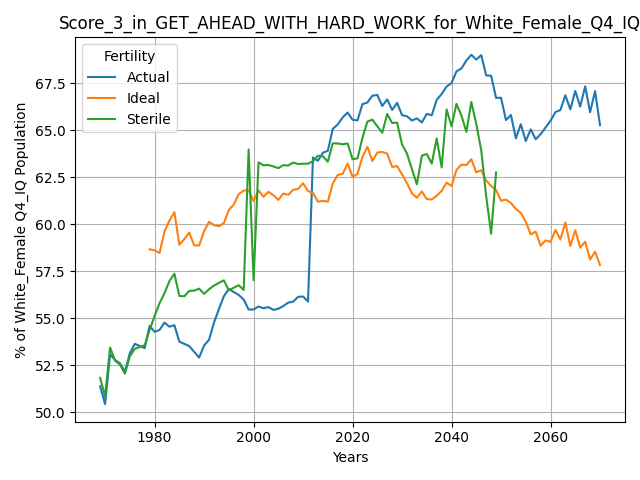 Score_3_in_GET_AHEAD_WITH_HARD_WORK_for_White_Female_Q4_IQ
Fertility
Actual
Ideal
Sterile
% of White_Female Q4_IQ Population
67.5
65.0
62.5
60.0
57.5
55.0
52.5
50.0
1980
2000
2020
2040
2060
Years